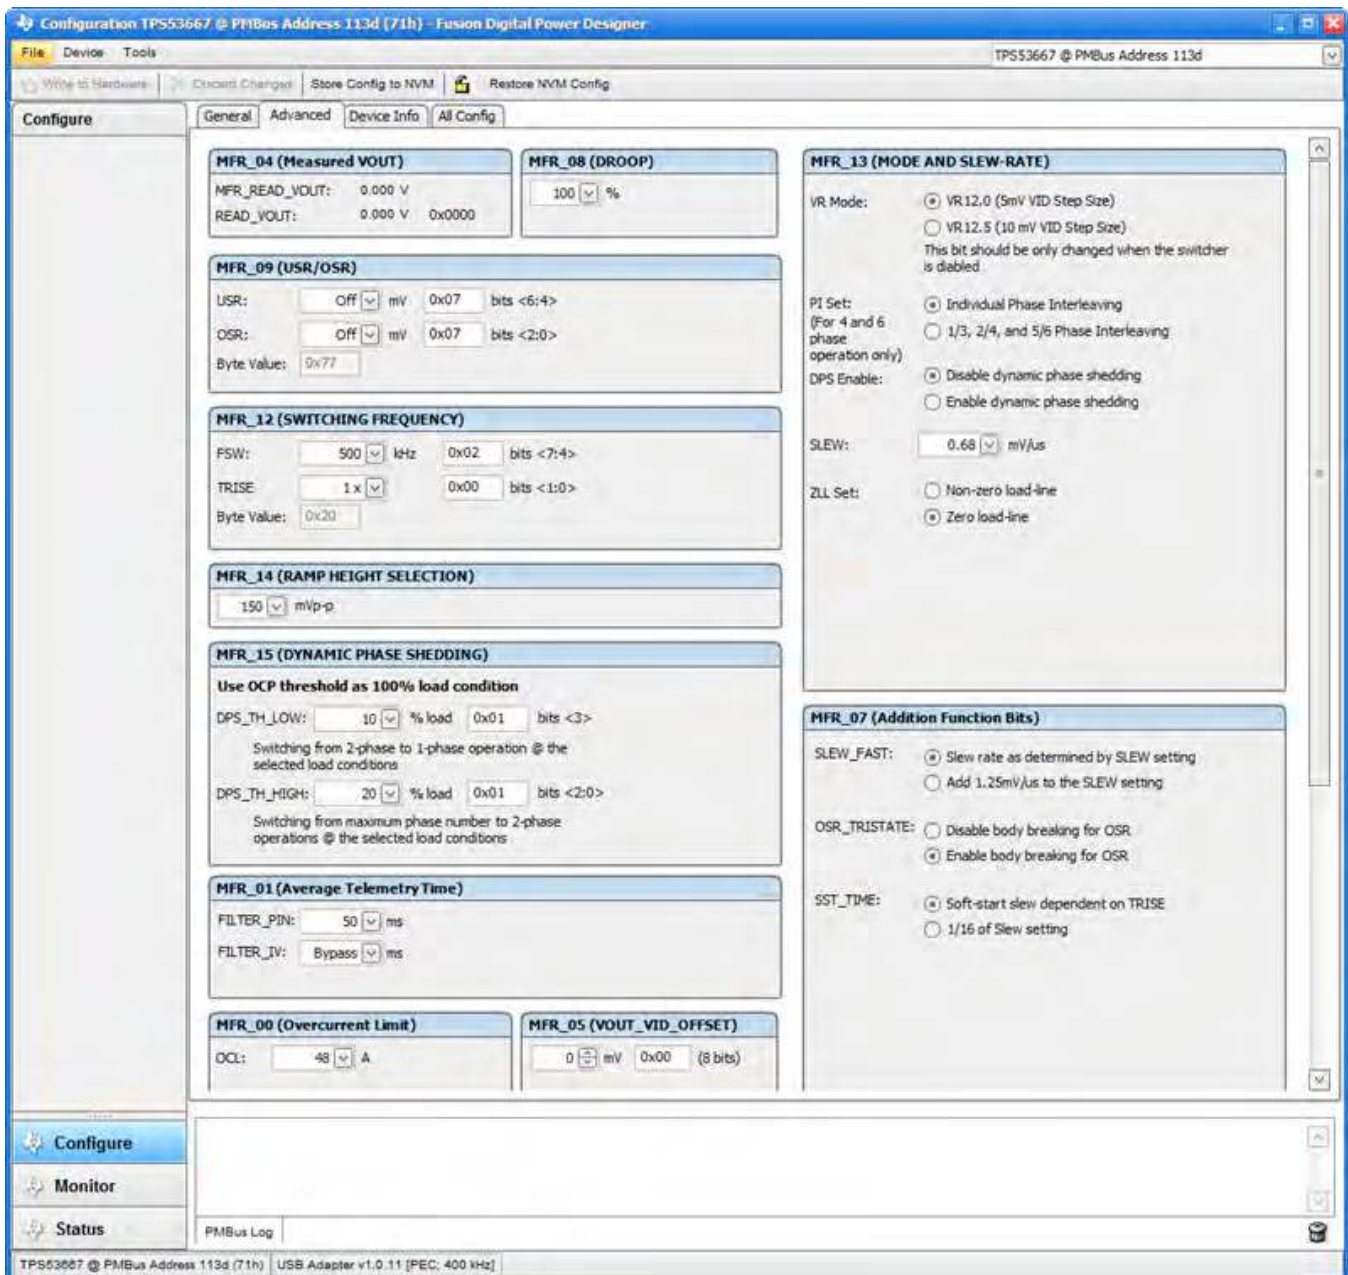 Configuration TPS53667 @ PMBus Address 113d (71h) - Fusion Digital Power Designer
File Device Tools
TPS53667 @ PMBus Address 113d
Write to Hardware Discard Changes Store Config to NVM Restore NVM Config
Configure
General Advanced Device Info All Config
MFR_04 (Measured VOUT)
MFR_READ_VOUT: 0.000 V
READ_VOUT: 0.000 V 0x0000
MFR_08 (DROOP)
100 %
MFR_09 (USR/OSR)
USR: Off mV 0x07 bits <6:4>
OSR: Off mV 0x07 bits <2:0>
Byte Value: 0x77
MFR_12 (SWITCHING FREQUENCY)
FSW: 500 kHz 0x02 bits <7:4>
TRISE 1 x 0x00 bits <1:0>
Byte Value: 0x20
MFR_14 (RAMP HEIGHT SELECTION)
150 mVp-p
MFR_15 (DYNAMIC PHASE SHEDDING)
Use OCP threshold as 100% load condition
DPS_TH_LOW: 10 % load 0x01 bits <3>
Switching from 2-phase to 1-phase operation @ the
selected load conditions
DPS_TH_HIGH: 20 % load 0x01 bits <2:0>
Switching from maximum phase number to 2-phase
operations @ the selected load conditions
MFR_01 (Average Telemetry Time)
FILTER_PIN: 50 ms
FILTER_IV: Bypass ms
MFR_00 (Overcurrent Limit)
OCL: 48 A
MFR_05 (VOUT_VID_OFFSET)
0 mV 0x00 (8 bits)
MFR_13 (MODE AND SLEW-RATE)
VR Mode: VR12.0 (5mV VID Step Size)
VR12.5 (10 mV VID Step Size)
This bit should be only changed when the switcher
is diabled
PI Set: Individual Phase Interleaving
(For 4 and 6 1/3, 2/4, and 5/6 Phase Interleaving
phase
operation only)
DPS Enable: Disable dynamic phase shedding
Enable dynamic phase shedding
SLEW: 0.68 mV/us
ZLL Set: Non-zero load-line
Zero load-line
MFR_07 (Addition Function Bits)
SLEW_FAST: Slew rate as determined by SLEW setting
Add 1.25mV/us to the SLEW setting
OSR_TRISTATE: Disable body breaking for OSR
Enable body breaking for OSR
SST_TIME: Soft-start slew dependent on TRISE
1/16 of Slew setting
Configure
Monitor
Status
PMBus Log
TPS53667 @ PMBus Address 113d (71h) USB Adapter v1.0.11 [PEC; 400 kHz]